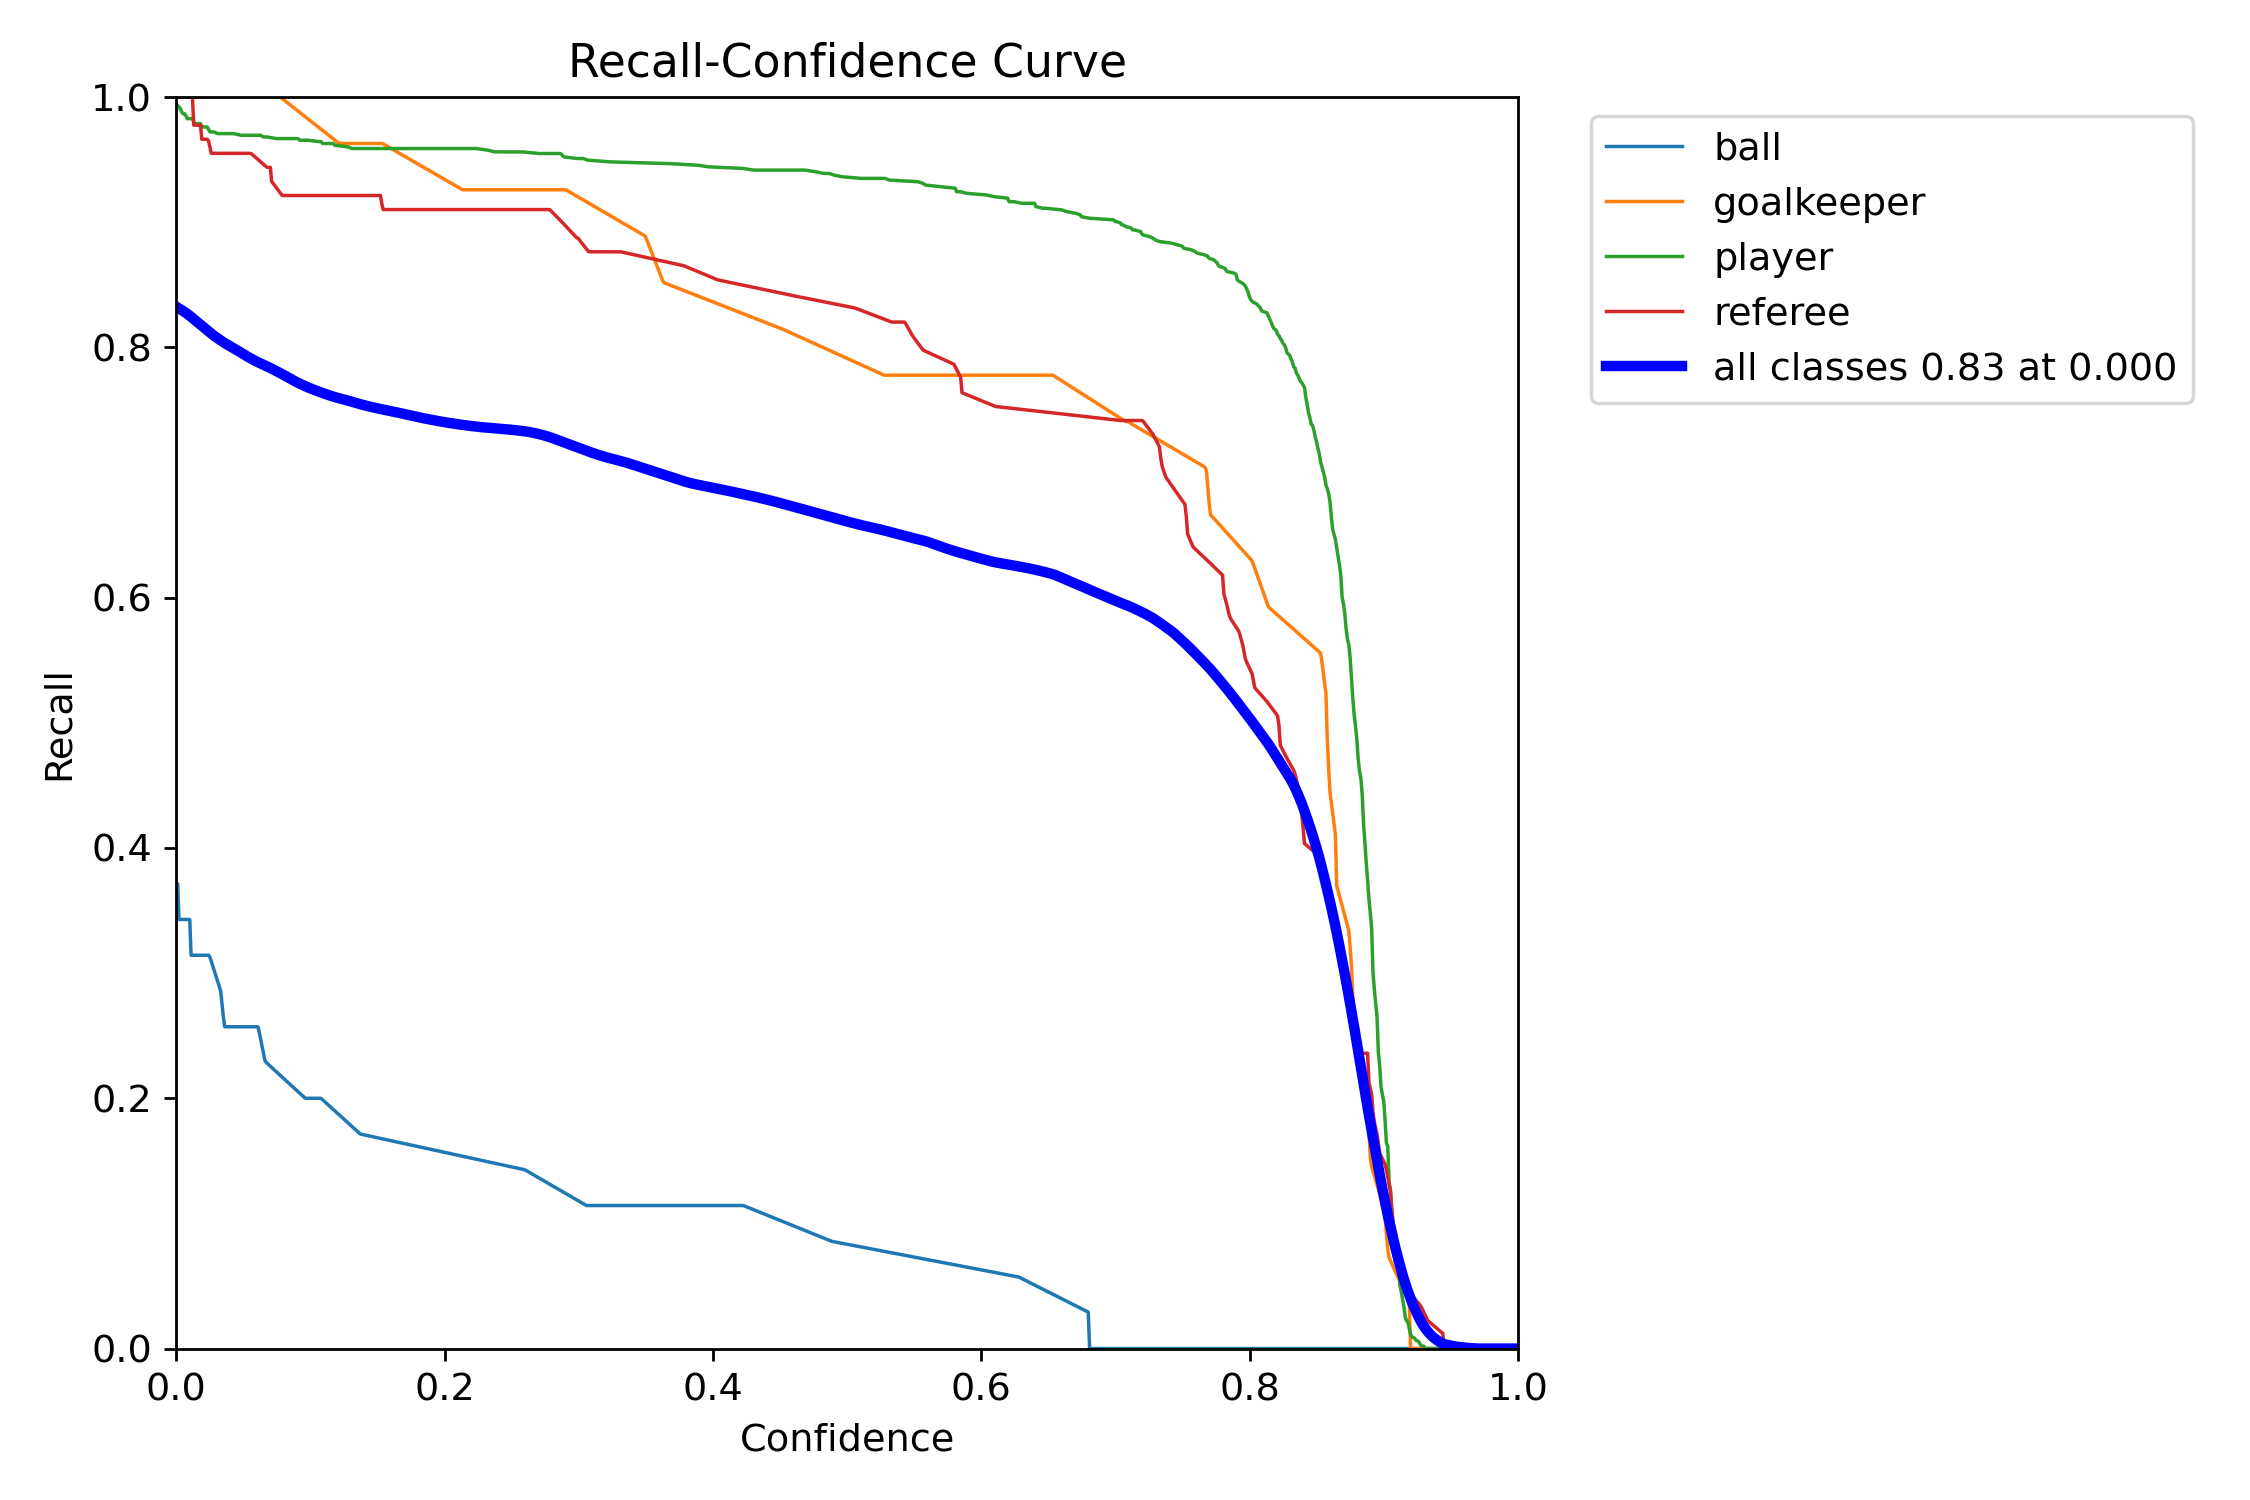 Recall-Confidence Curve
1.0
0.8
0.6
0.4
0.2
0.0
Recall
0.0 0.2 0.4 0.6 0.8 1.0
Confidence
ball
goalkeeper
player
referee
all classes 0.83 at 0.000